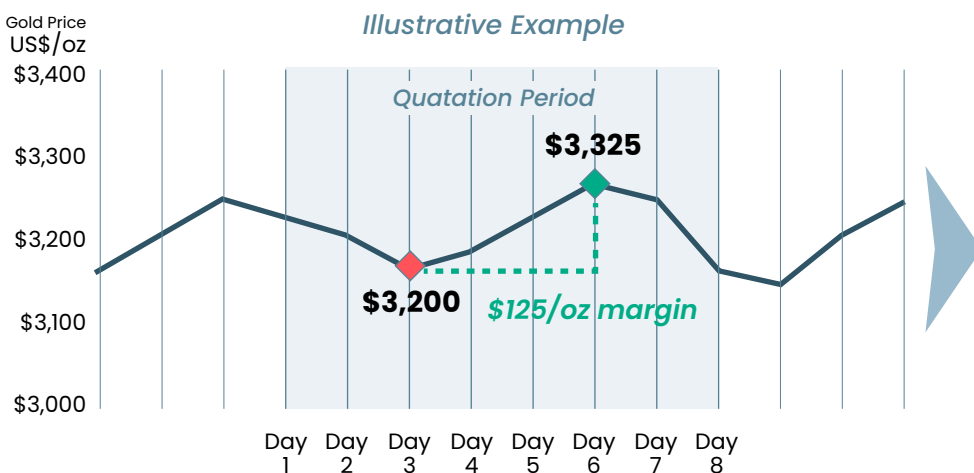 Gold Price
US$/oz
Illustrative Example
$3,400
Quatation Period
$3,325
$3,300
$3,200
$3,200
$125/oz margin
$3,100
$3,000
Day
1
Day
2
Day
3
Day
4
Day
5
Day
6
Day
7
Day
8